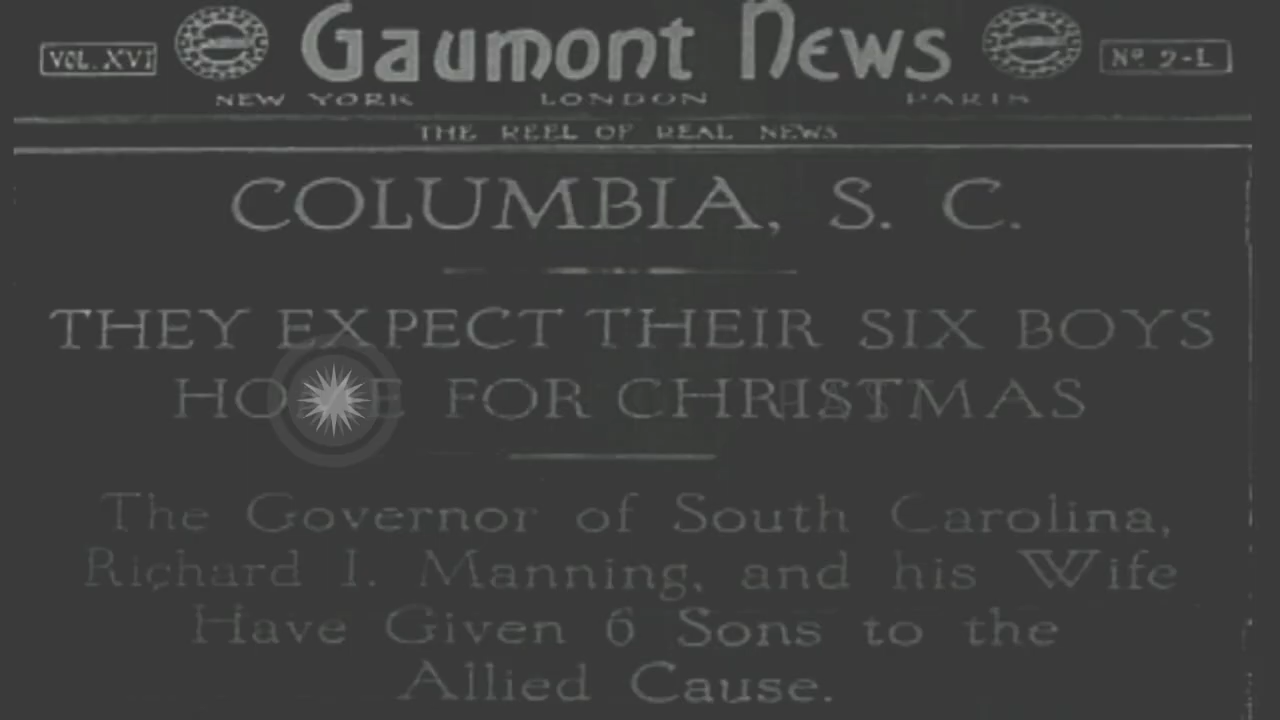 VOL. XVI
Gaumont News
No. 9-L
NEW YORK LONDON PARIS
THE REEL OF REAL NEWS
COLUMBIA, S. C.
THEY EXPECT THEIR SIX BOYS
HOME FOR CHRISTMAS
The Governor of South Carolina,
Richard I. Manning, and his Wife
Have Given 6 Sons to the
Allied Cause.